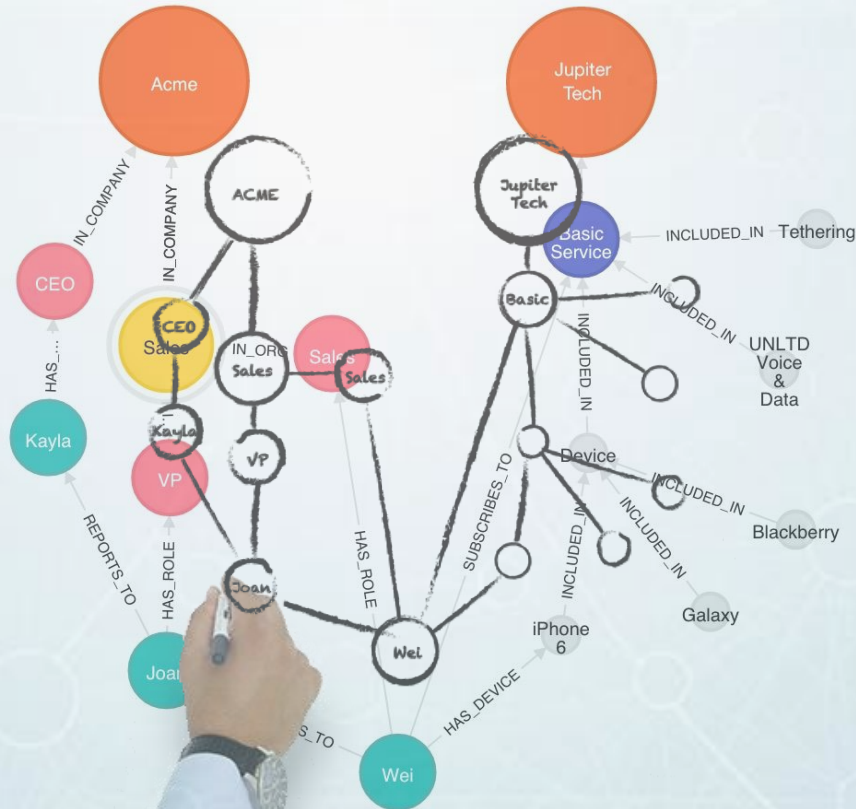 Acme
Jupiter
Tech
ACME
Jupiter
Tech
IN_COMPANY
IN_COMPANY
Basic
Service
INCLUDED_IN
Tethering
CEO
Basic
INCLUDED_IN
CEO
Sales
IN_ORG
Sales
Sales
Sales
INCLUDED_IN
UNLTD
Voice
&
Data
HAS_...
Kayla
Kayla
VP
VP
Device
INCLUDED_IN
Blackberry
SUBSCRIBES_TO
REPORTS_TO
HAS_ROLE
HAS_ROLE
INCLUDED_IN
INCLUDED_IN
Galaxy
Joan
iPhone
6
Wei
HAS_DEVICE
S_TO
Wei